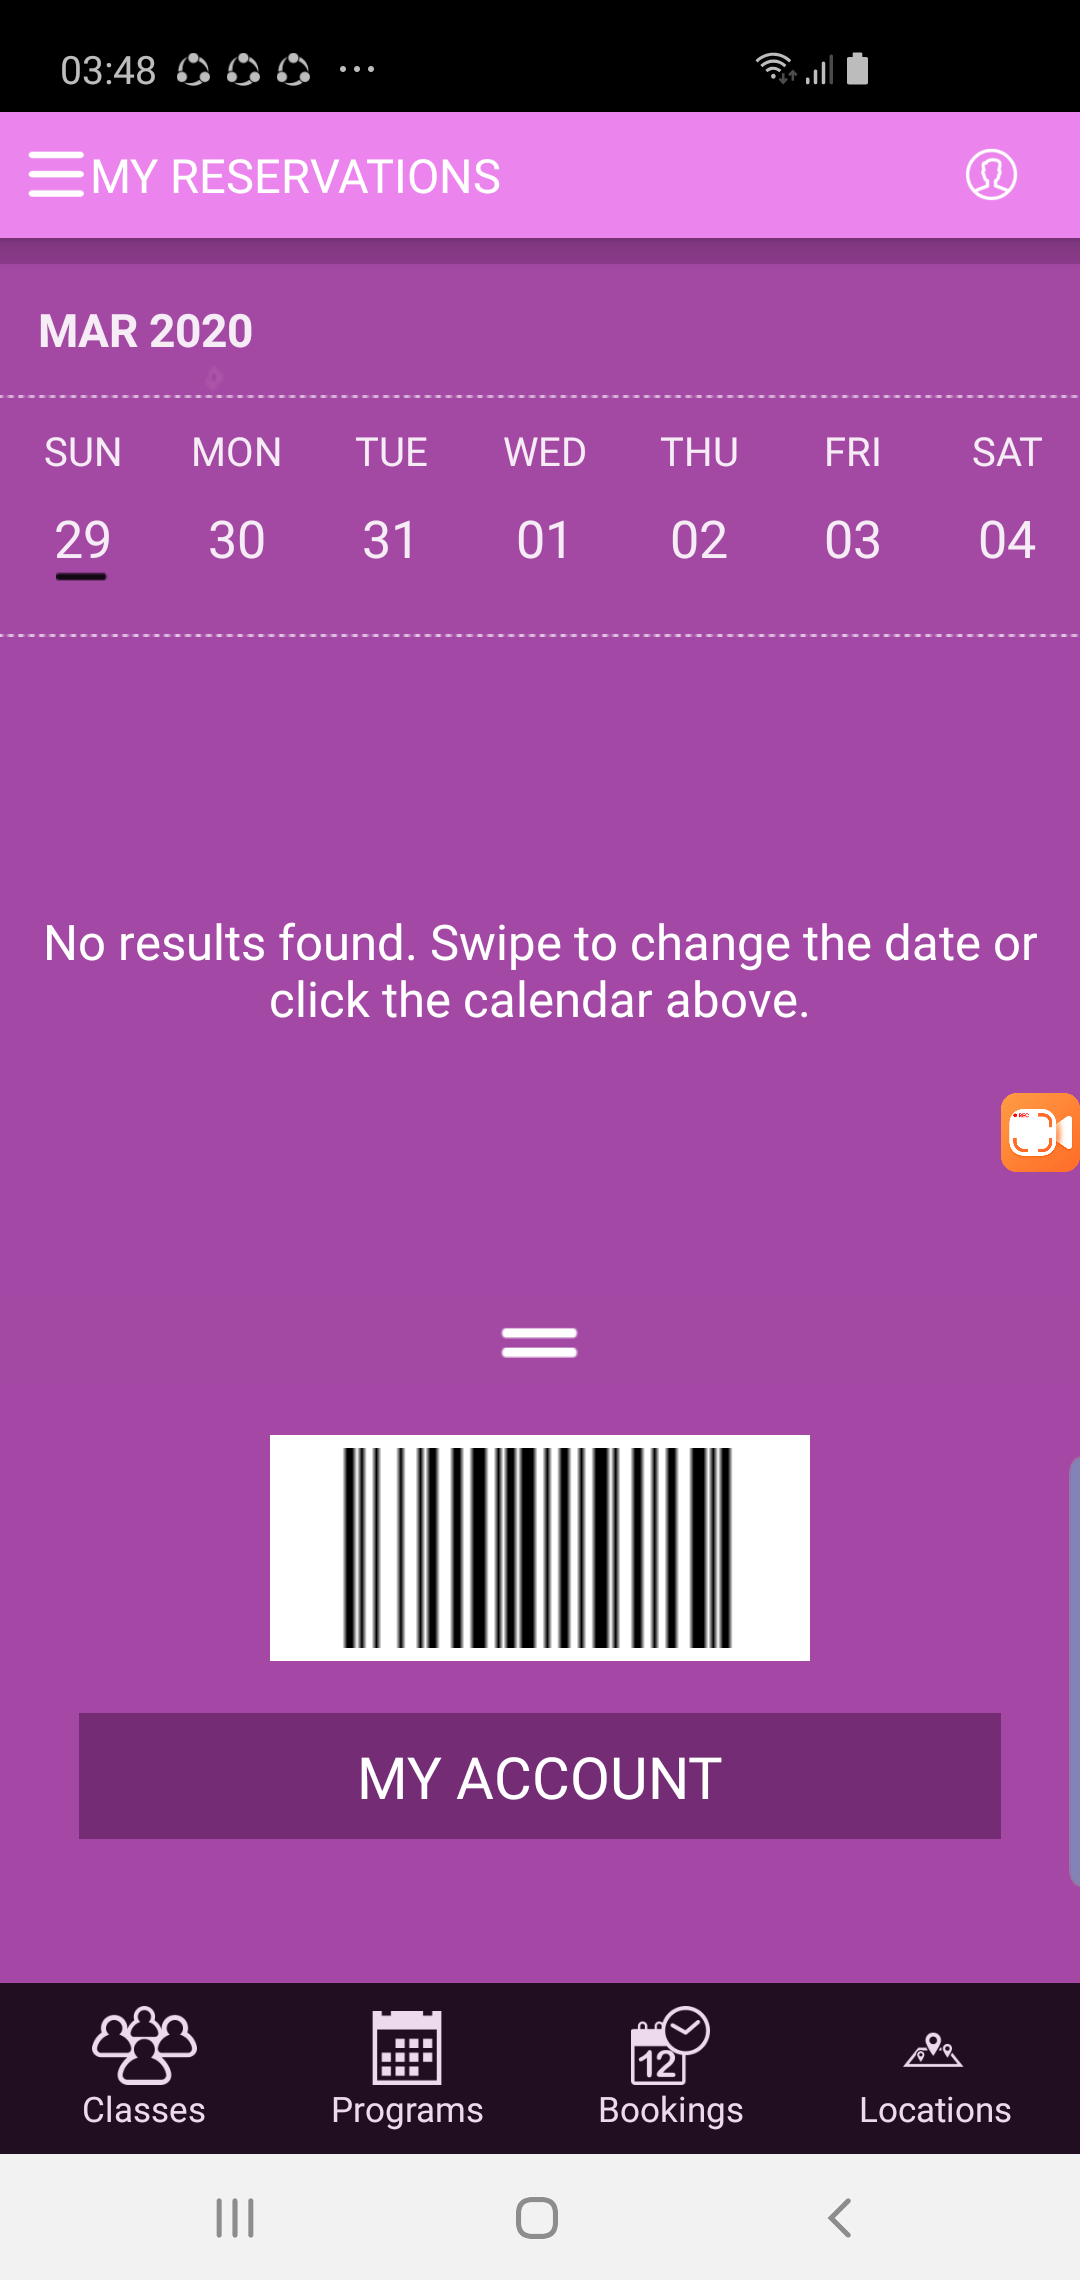 03:48
MY RESERVATIONS
MAR 2020
SUN MON TUE WED THU FRI SAT
29 30 31 01 02 03 04
No results found. Swipe to change the date or
click the calendar above.
REC
MY ACCOUNT
12
Classes Programs Bookings Locations